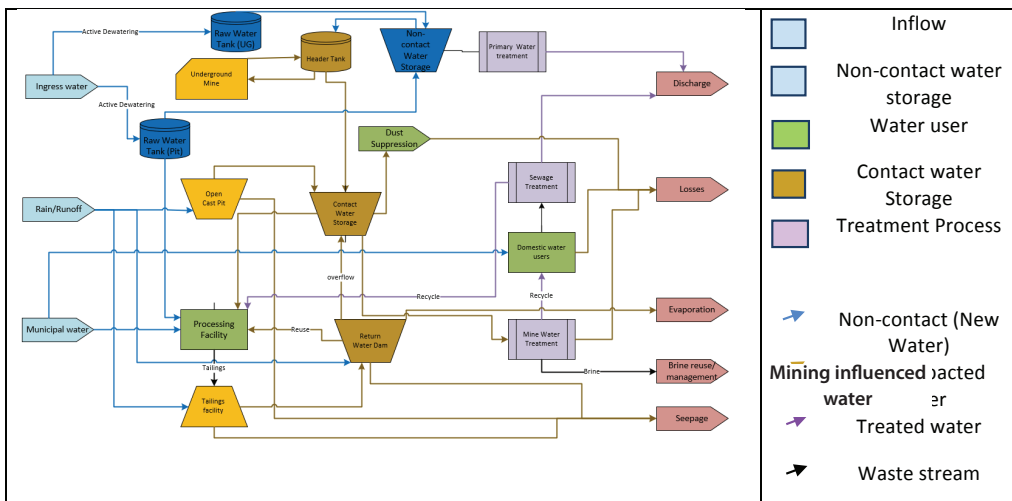 Active Dewatering
Raw Water
Tank (UG)
Header Tank
Non-
contact
Water
Storage
Primary Water
Treatment
Underground
Mine
Ingress water
Discharge
Active Dewatering
Raw Water
Tank (Pit)
Dust
Suppression
Sewage
Treatment
Open
Cast Pit
Contact
Water
Storage
Losses
Rain/Runoff
Domestic water
users
overflow
Recycle
Recycle
Evaporation
Municipal water
Processing
Facility
Reuse
Return
Water Dam
Mine Water
Treatment
Tailings
Brine
Brine reuse/
management
Tailings
facility
Seepage
Inflow
Non-contact water
storage
Water user
Contact water
Storage
Treatment Process
Non-contact (New
Water)
Mining influenced pacted
water er
Treated water
Waste stream